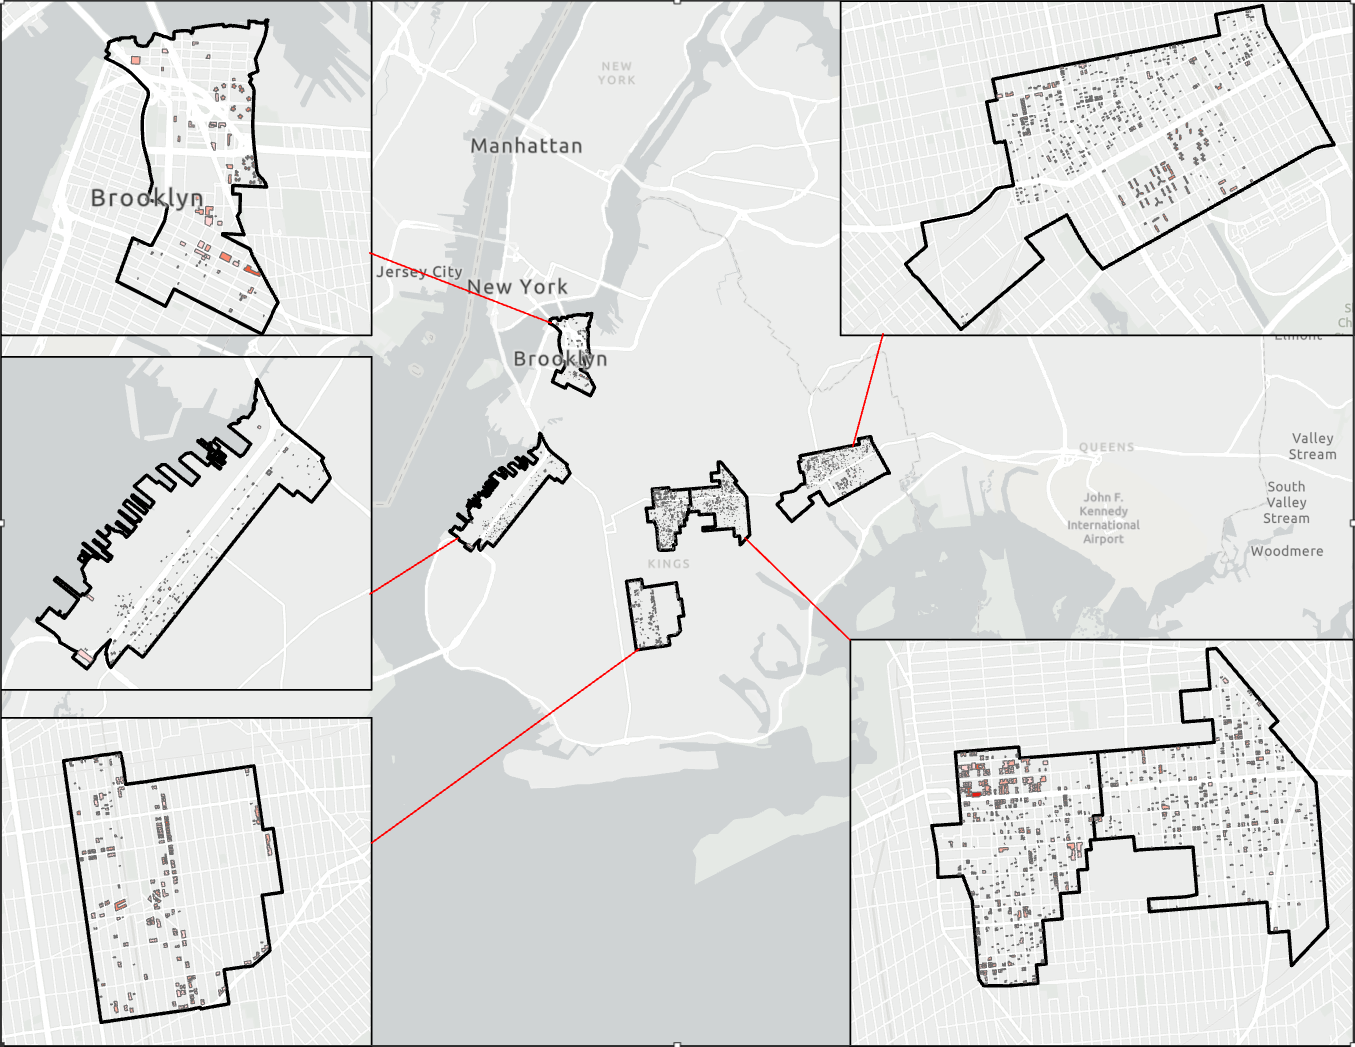 NEW
YORK
Manhattan
Brooklyn
Jersey City
New York
Brooklyn
S
Ch
Elmont
QUEENS
Valley
Stream
John F.
Kennedy
International
Airport
South
Valley
Stream
Woodmere
KINGS